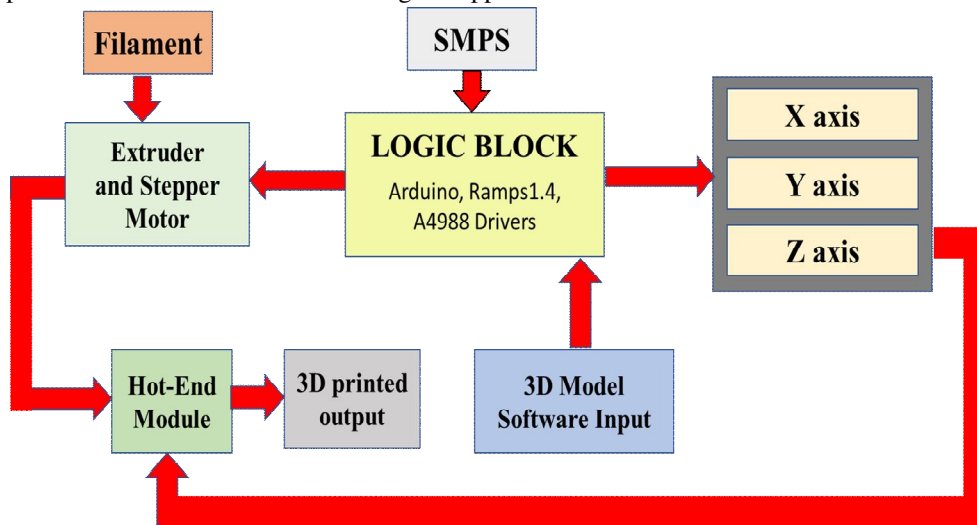 Filament
SMPS
Extruder
and Stepper
Motor
LOGIC BLOCK
Arduino, Ramps1.4,
A4988 Drivers
X axis
Y axis
Z axis
Hot-End
Module
3D printed
output
3D Model
Software Input